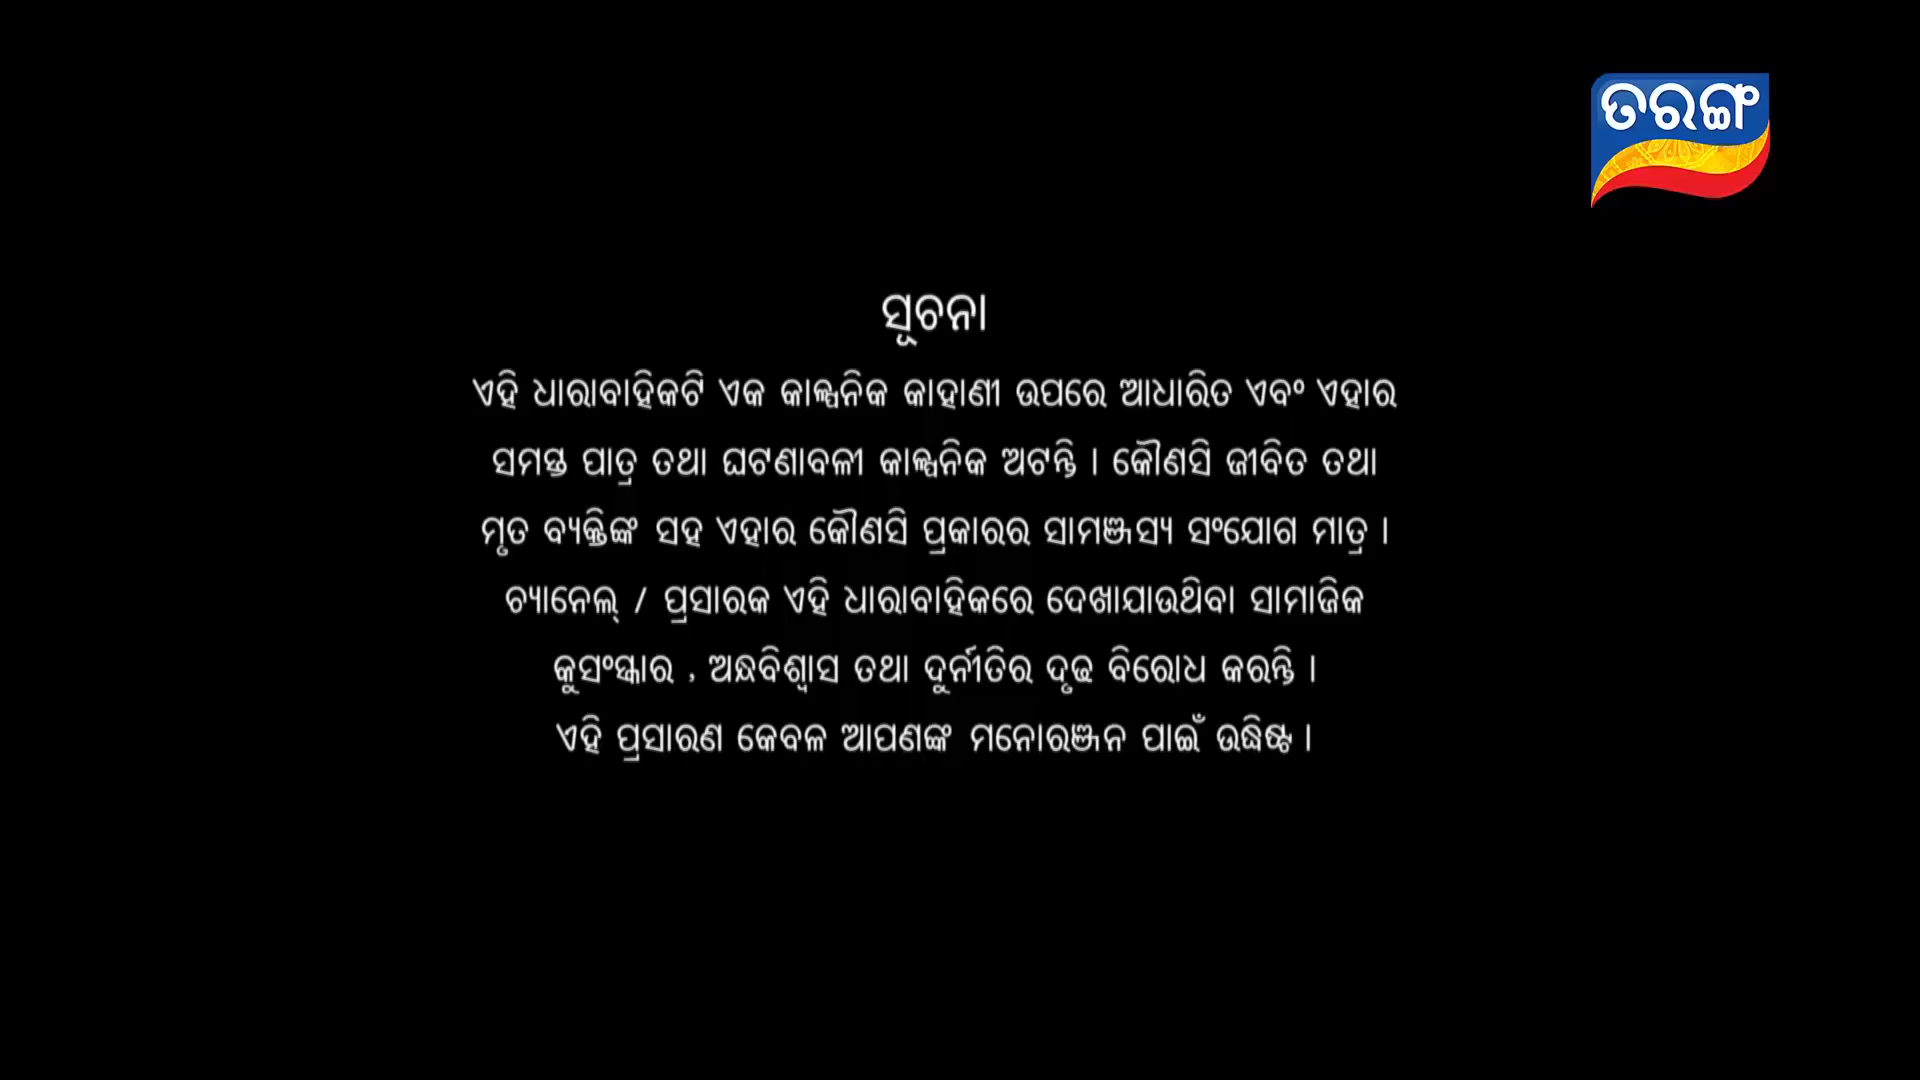 ତରଙ୍ଗ
ସୂଚନା
ଏହି ଧାରାବାହିକଟି ଏକ କାଳ୍ପନିକ କାହାଣୀ ଉପରେ ଆଧାରିତ ଏବଂ ଏହାର
ସମସ୍ତ ପାତ୍ର ତଥା ଘଟଣାବଳୀ କାଳ୍ପନିକ ଅଟନ୍ତି । କୌଣସି ଜୀବିତ ତଥା
ମୃତ ବ୍ୟକ୍ତିଙ୍କ ସହ ଏହାର କୌଣସି ପ୍ରକାରର ସାମଞ୍ଜସ୍ୟ ସଂଯୋଗ ମାତ୍ର ।
ଚ୍ୟାନେଲ୍ / ପ୍ରସାରକ ଏହି ଧାରାବାହିକରେ ଦେଖାଯାଉଥିବା ସାମାଜିକ
କୁସଂସ୍କାର , ଅନ୍ଧବିଶ୍ୱାସ ତଥା ଦୁର୍ନୀତିର ଦୃଢ ବିରୋଧ କରନ୍ତି ।
ଏହି ପ୍ରସାରଣ କେବଳ ଆପଣଙ୍କ ମନୋରଞ୍ଜନ ପାଇଁ ଉଦ୍ଧିଷ୍ଟ ।